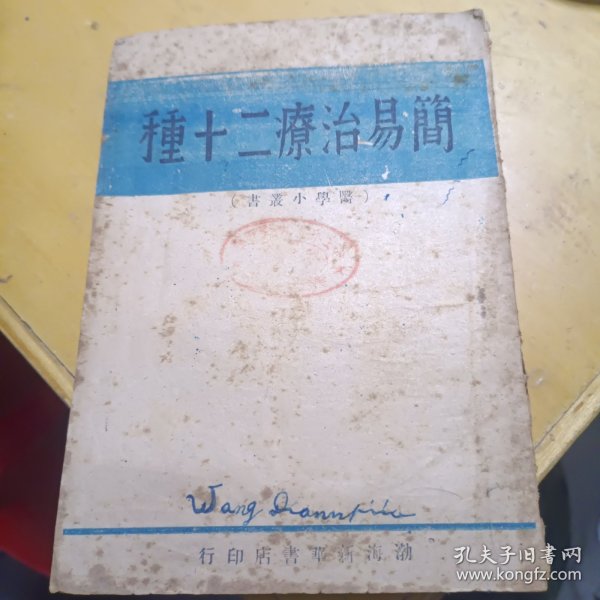 簡易治療二十種
（醫學小叢書）
Wang
渤海新華書店印行
孔夫子旧书网
www.kongfz.com